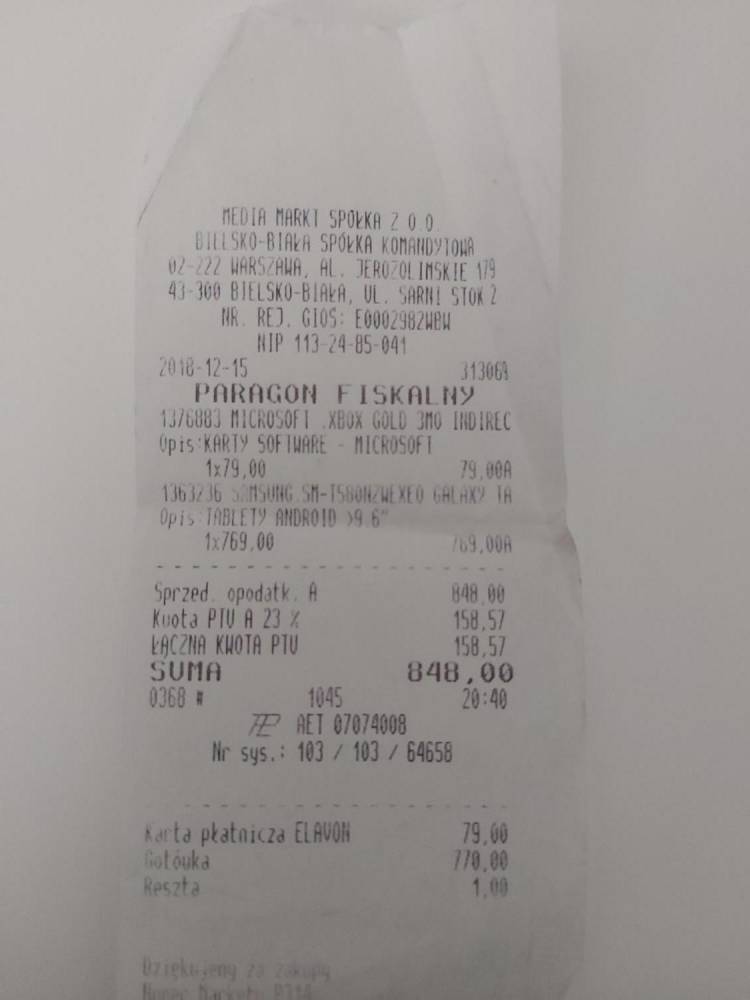 MEDIA MARKT SPÓŁKA Z O.O.
BIELSKO-BIAŁA SPÓŁKA KOMANDYTOWA
02-222 WARSZAWA, AL. JEROZOLIMSKIE 179
43-300 BIELSKO-BIAŁA, UL. SARNI STOK 2
NR. REJ. GIOŚ: E0002982WBW
NIP 113-24-85-041
2018-12-15 313069
PARAGON FISKALNY
1376883 MICROSOFT .XBOX GOLD 3MO INDIREC
Opis:KARTY SOFTWARE - MICROSOFT
1x79,00 79,00A
1363236 SAMSUNG.SM-T580NZWEXEO GALAXY TA
Opis:TABLETY ANDROID >9.6"
1x769,00 769,00A
Sprzed. opodatk. A 848,00
Kwota PTU A 23 % 158,57
ŁĄCZNA KWOTA PTU 158,57
SUMA 848,00
0368 # 1045 20:40
AET 07074008
Nr sys.: 103 / 103 / 64658
Karta płatnicza ELAVON 79,00
Gotówka 770,00
Reszta 1,00
Dziękujemy za zakupy